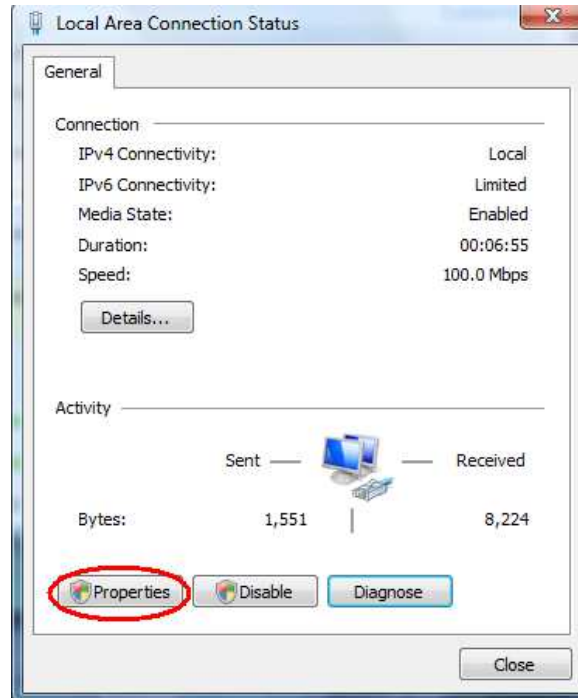 Local Area Connection Status
General
Connection
IPv4 Connectivity: Local
IPv6 Connectivity: Limited
Media State: Enabled
Duration: 00:06:55
Speed: 100.0 Mbps
Details...
Activity
Sent Received
Bytes: 1,551 8,224
Properties Disable Diagnose
Close